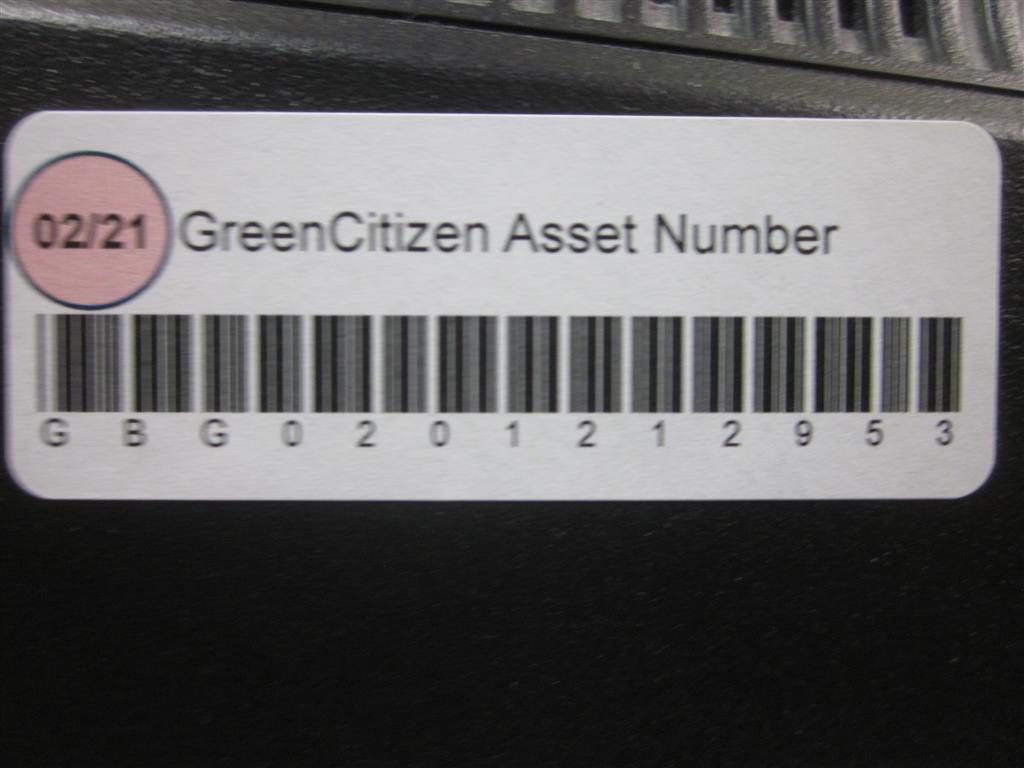 02/21 GreenCitizen Asset Number
G B G 0 2 0 1 2 1 2 9 5 3